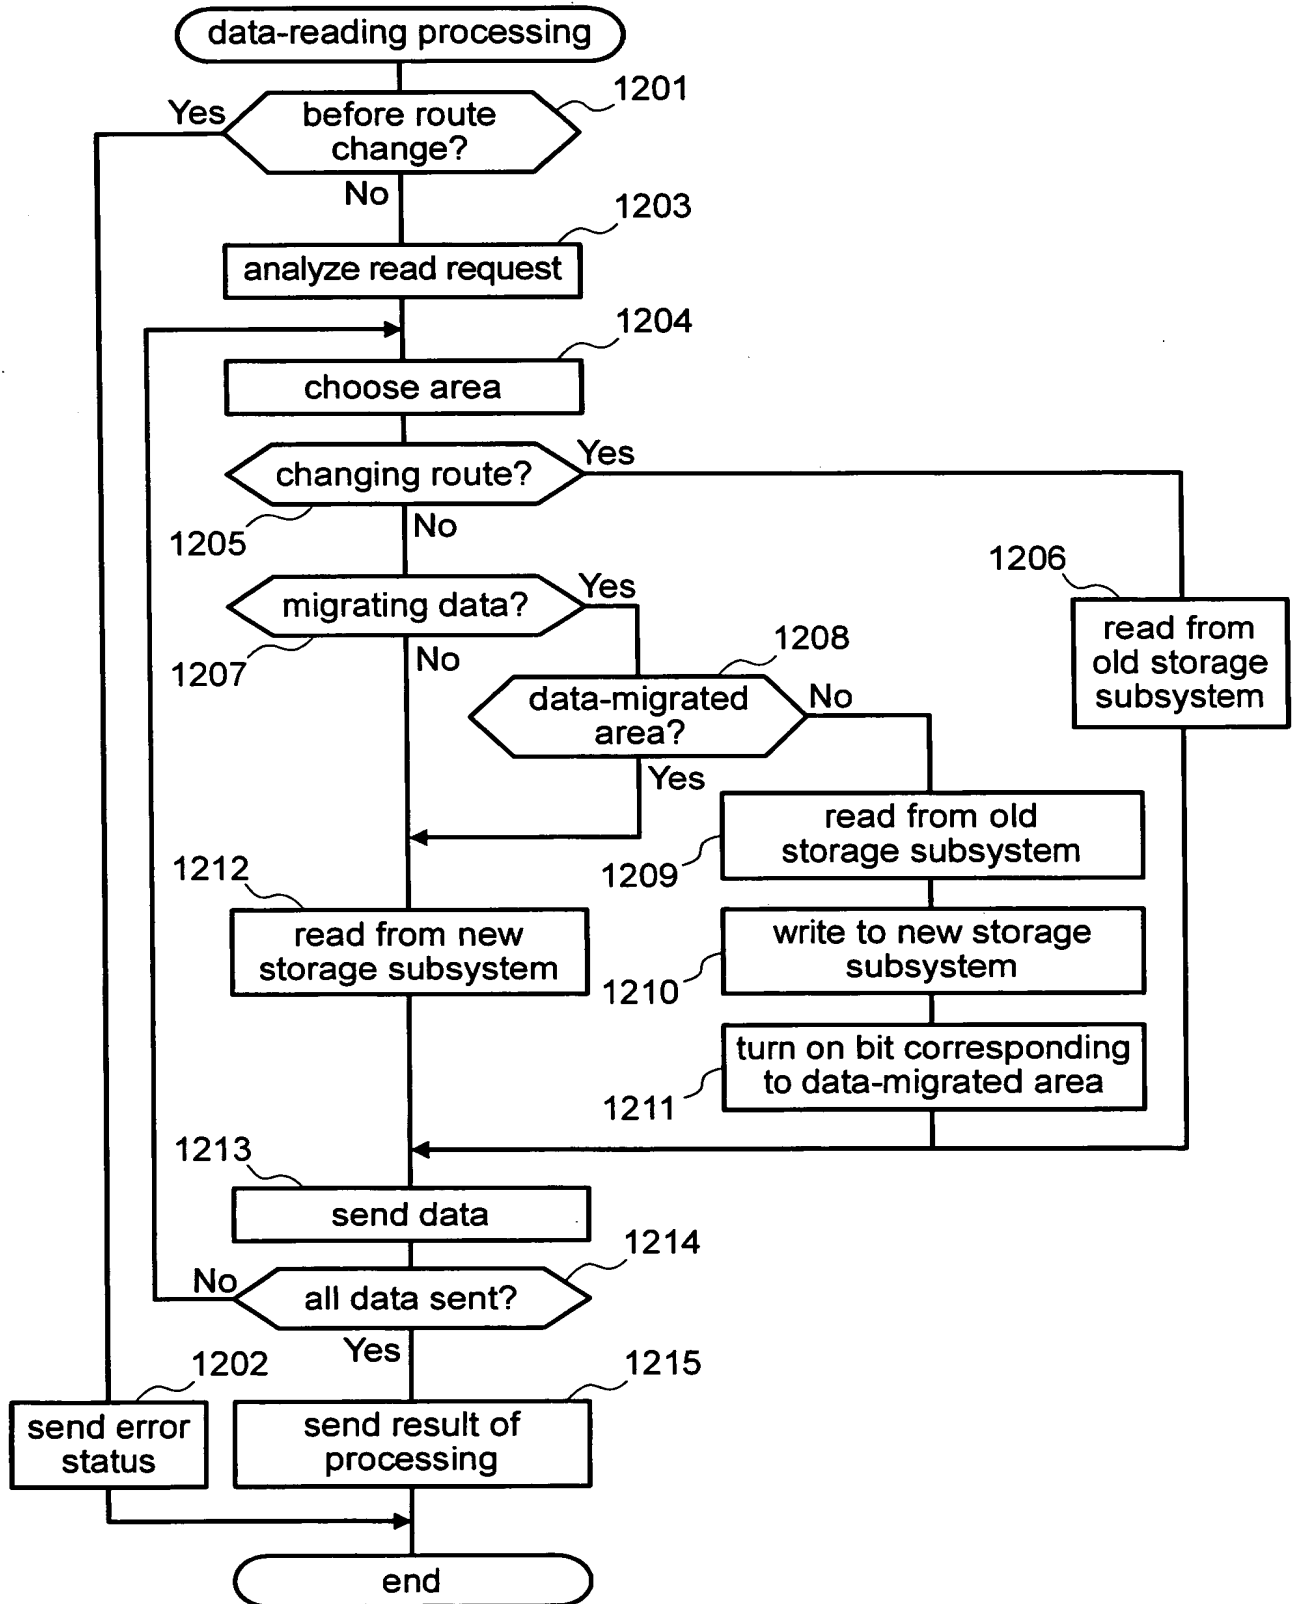 data-reading processing
1201
Yes
before route
change?
No
1203
analyze read request
1204
choose area
changing route?
Yes
1205
No
1206
read from
old storage
subsystem
migrating data?
Yes
1207
No
1208
data-migrated
area?
No
Yes
read from old
storage subsystem
1209
1212
read from new
storage subsystem
write to new storage
subsystem
1210
turn on bit corresponding
to data-migrated area
1211
1213
send data
1214
No
all data sent?
Yes
1202
send error
status
1215
send result of
processing
end